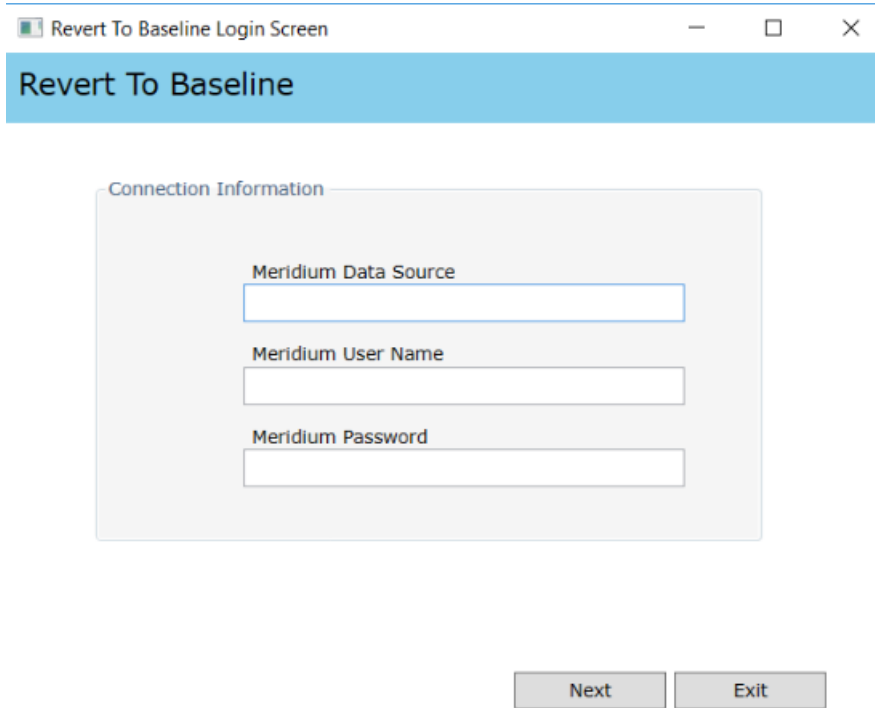 Revert To Baseline Login Screen
Revert To Baseline
Connection Information
Meridium Data Source
Meridium User Name
Meridium Password
Next Exit